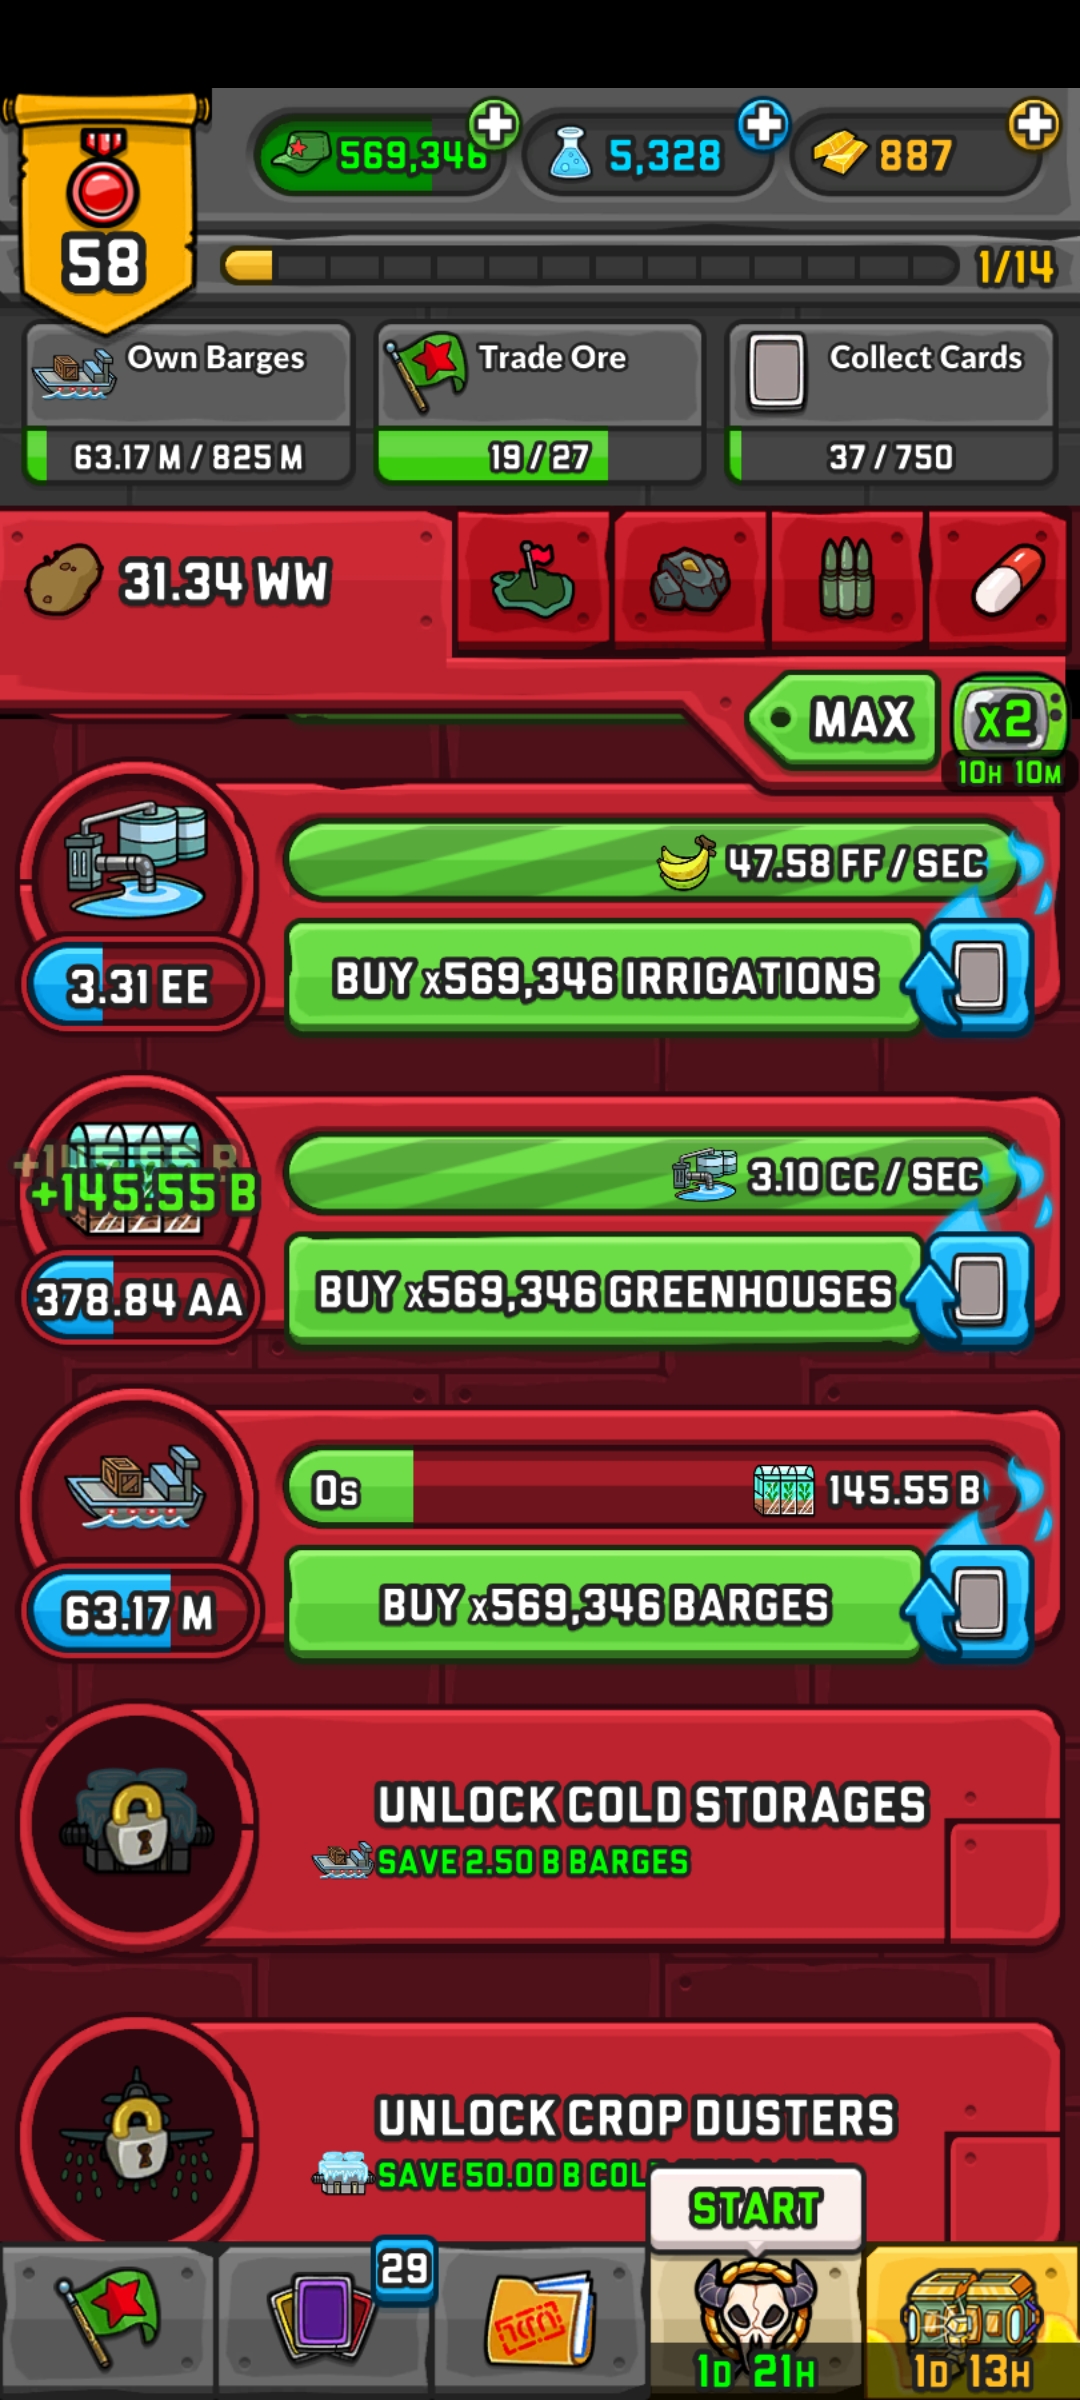 569,346
5,328
887
58
1/14
Own Barges
Trade Ore
Collect Cards
63.17 M / 825 M
19 / 27
37 / 750
31.34 WW
MAX
x2
10H 10M
47.58 FF / SEC
3.31 EE
BUY x569,346 IRRIGATIONS
+145.55 B
+145.55 B
3.10 CC / SEC
378.84 AA
BUY x569,346 GREENHOUSES
0s
145.55 B
63.17 M
BUY x569,346 BARGES
UNLOCK COLD STORAGES
SAVE 2.50 B BARGES
UNLOCK CROP DUSTERS
SAVE 50.00 B COL
START
29
1D 21H
1D 13H